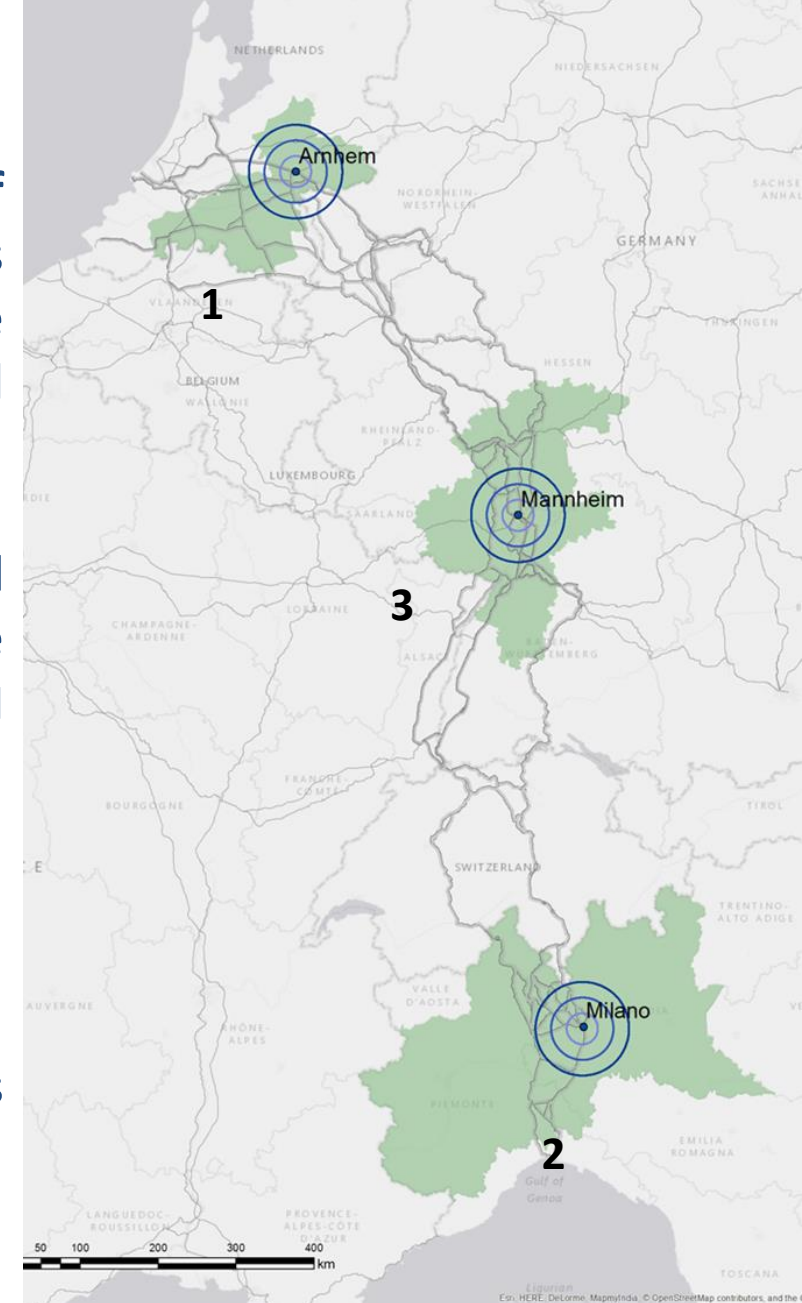 NETHERLANDS
NIEDERSACHSEN
Arnhem
NORDRHEIN-
WESTFALEN
GERMANY
1
VLAANDEREN
THÜRINGEN
HESSEN
BELGIUM
WALLONIE
RHEINLAND-
PFALZ
LUXEMBOURG
Mannheim
SAARLAND
3
LORRAINE
CHAMPAGNE-
ARDENNE
ALSACE
BADEN-
WÜRTTEMBERG
FRANCHE-
COMTÉ
BOURGOGNE
TIROL
SWITZERLAND
TRENTINO-
ALTO ADIGE
VALLE
D'AOSTA
Milano
AUVERGNE
RHÔNE-
ALPES
PIEMONTE
2
EMILIA
ROMAGNA
Gulf of
Genoa
LANGUEDOC-
ROUSSILLON
PROVENCE-
ALPES-CÔTE
D'AZUR
50 100 200 300 400
km
Ligurian
Esri, HERE, DeLorme, MapmyIndia, © OpenStreetMap contributors, and the